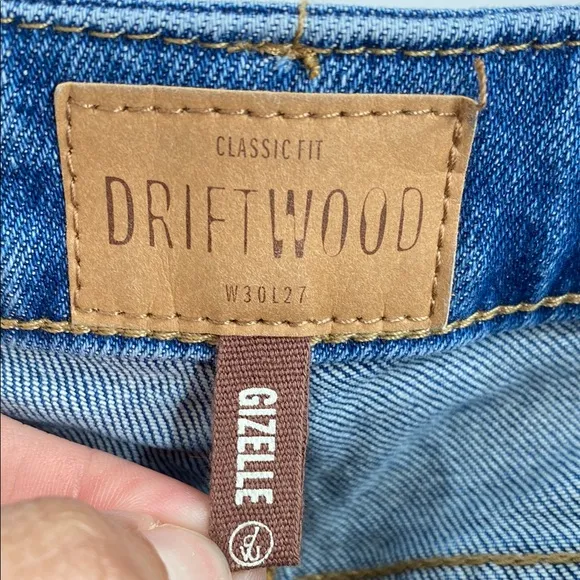 CLASSIC FIT
DRIFTWOOD
W30L27
GIZELLE